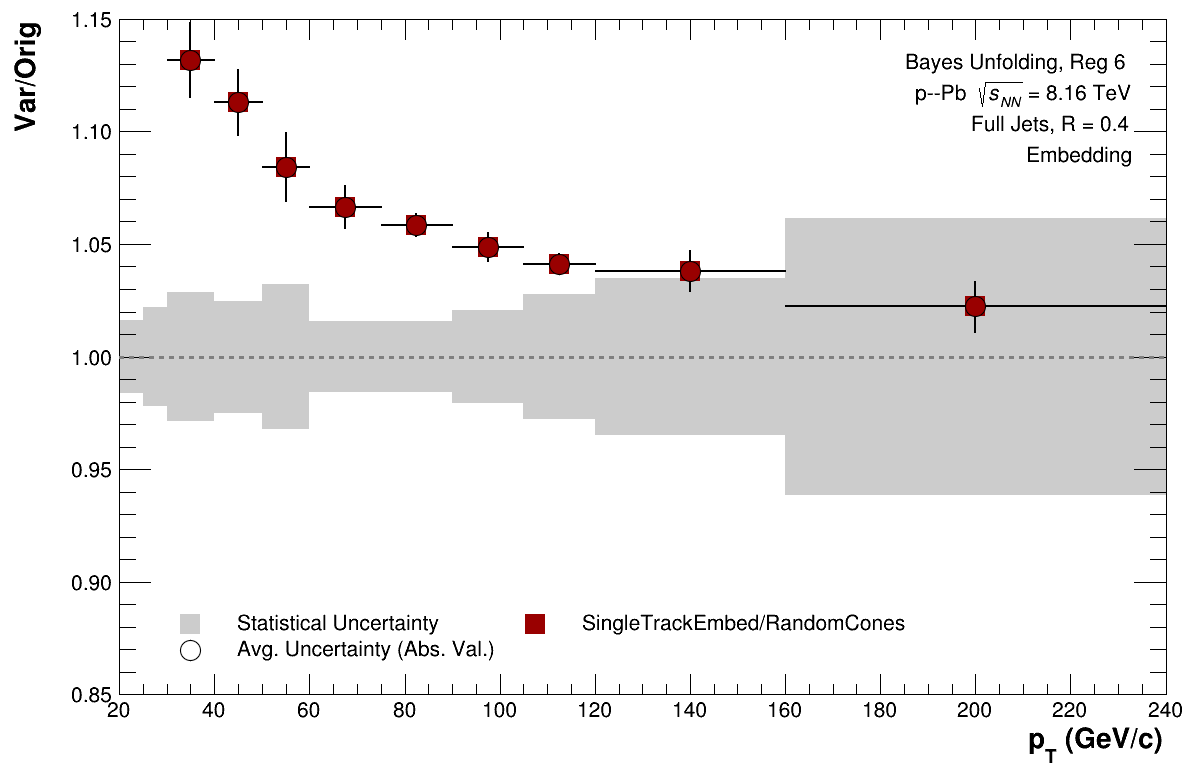 Var/Orig
1.15
1.10
1.05
1.00
0.95
0.90
0.85
Bayes Unfolding, Reg 6
p--Pb √s_NN = 8.16 TeV
Full Jets, R = 0.4
Embedding
Statistical Uncertainty
SingleTrackEmbed/RandomCones
Avg. Uncertainty (Abs. Val.)
20 40 60 80 100 120 140 160 180 200 220 240
p_T (GeV/c)